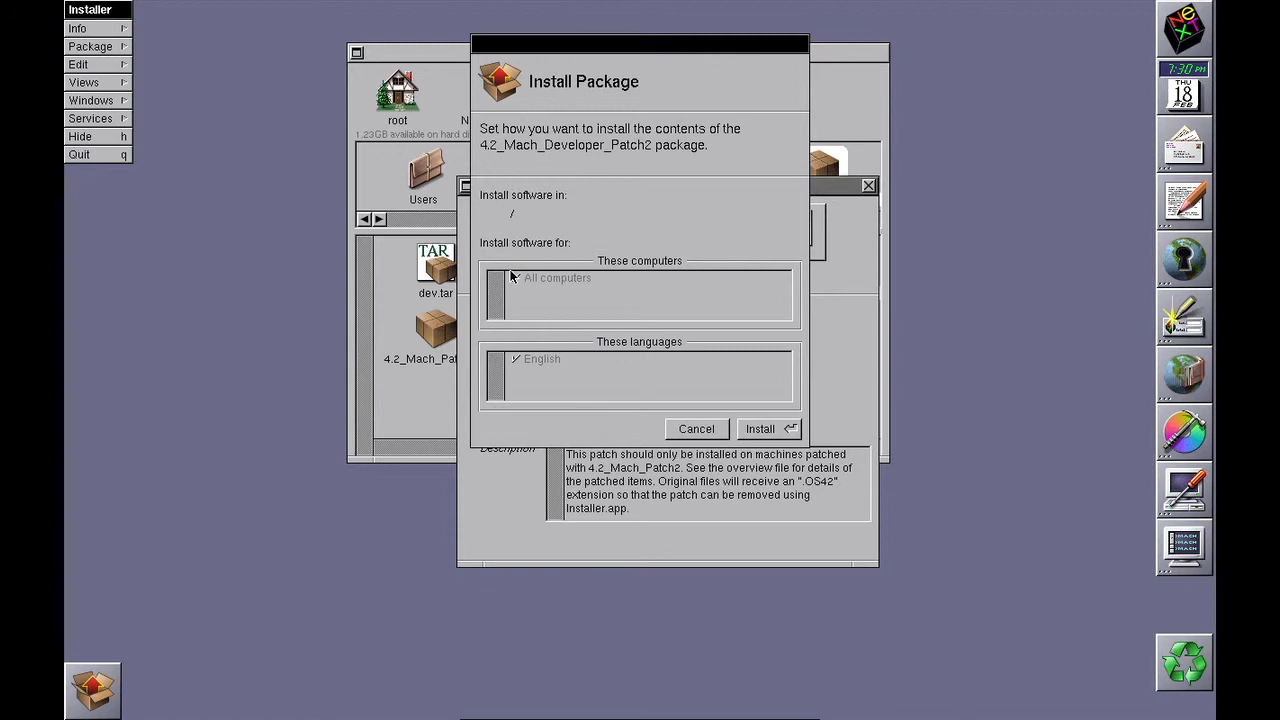 Installer
Info
Package
Edit
Views
Windows
Services
Hide h
Quit q
root
N
1.23GB available on hard di
Users
TAR
dev.tar
4.2_Mach_Pat
Install Package
Set how you want to install the contents of the
4.2_Mach_Developer_Patch2 package.
Install software in:
/
Install software for:
These computers
All computers
These languages
English
Cancel
Install
Description
This patch should only be installed on machines patched
with 4.2_Mach_Patch2. See the overview file for details of
the patched items. Original files will receive an ".OS42"
extension so that the patch can be removed using
Installer.app.
NeXT
7:30 PM
THU
18
FEB
MACH
MACH
MACH